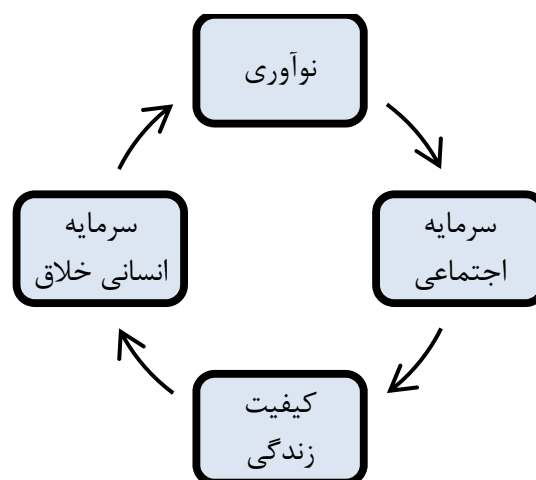 نوآوری
سرمایه
اجتماعی
کیفیت
زندگی
سرمایه
انسانی خلاق